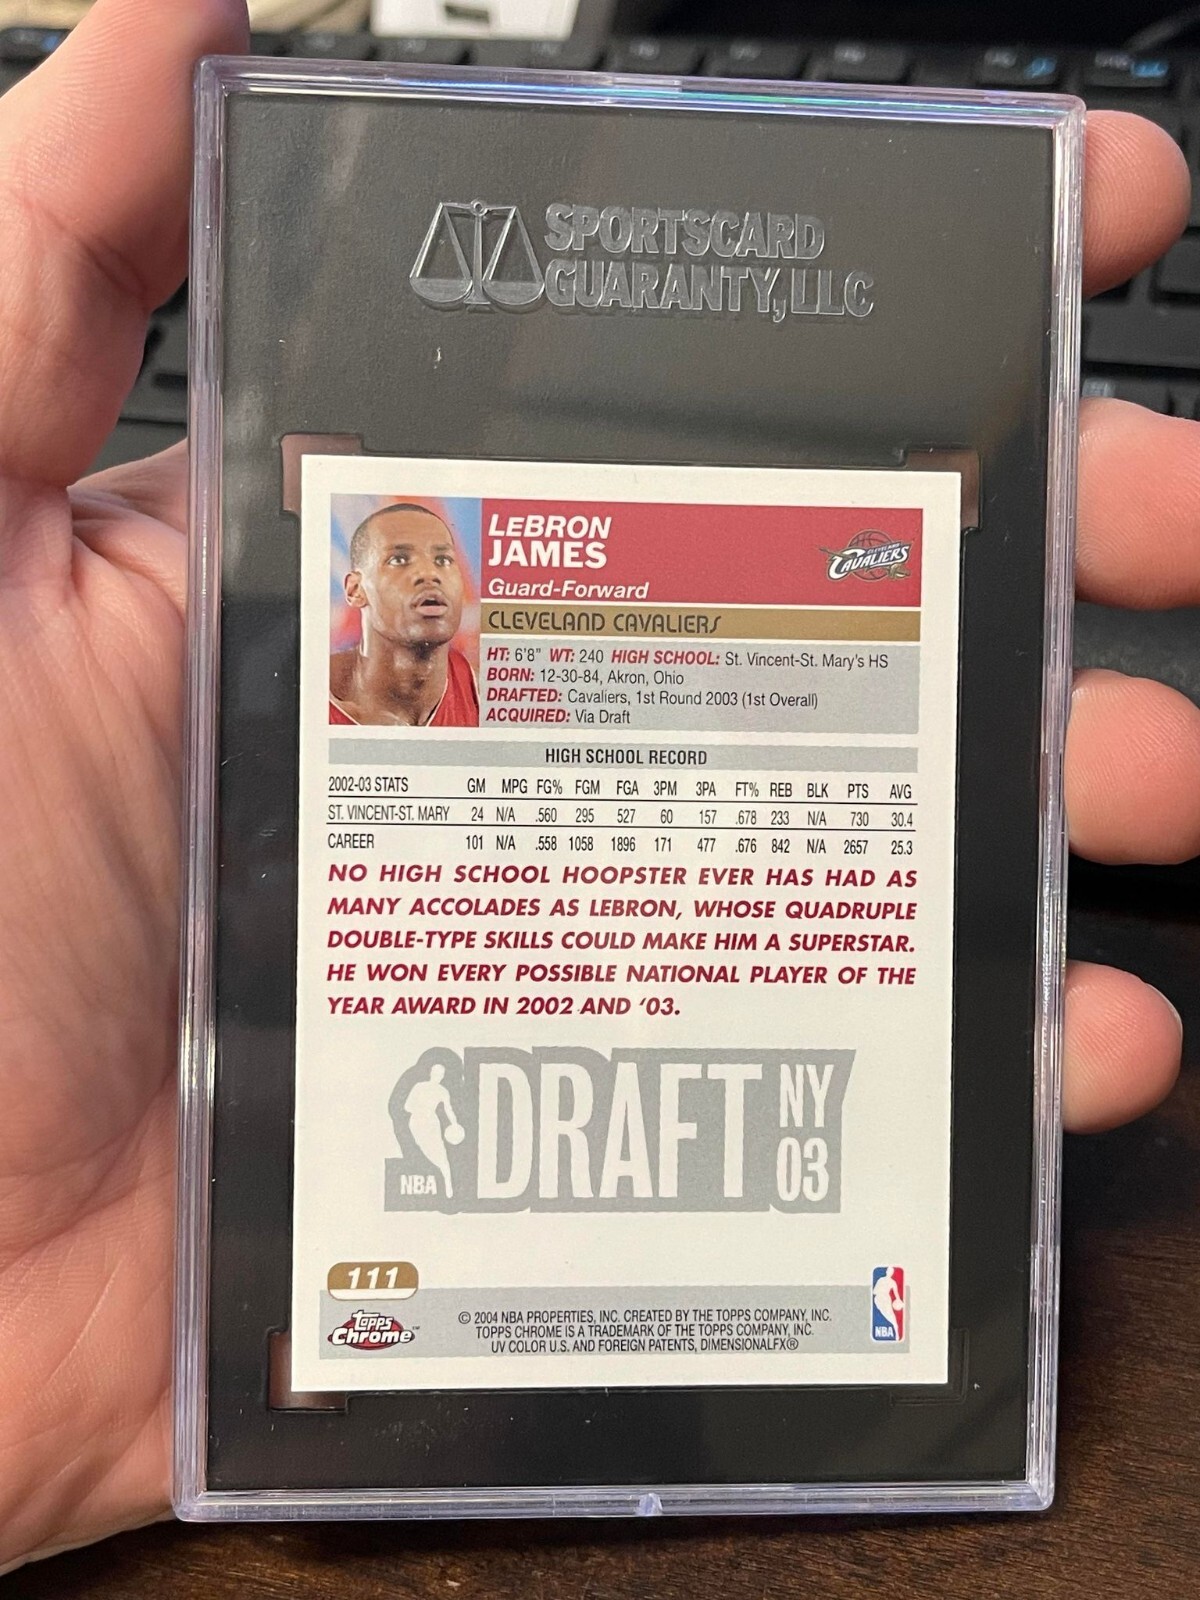 SPORTSCARD
GUARANTY, LLC
LeBRON
JAMES
Guard-Forward
CAVALIERS
CLEVELAND CAVALIERS
HT: 6'8" WT: 240 HIGH SCHOOL: St. Vincent-St. Mary's HS
BORN: 12-30-84, Akron, Ohio
DRAFTED: Cavaliers, 1st Round 2003 (1st Overall)
ACQUIRED: Via Draft
HIGH SCHOOL RECORD
2002-03 STATS GM MPG FG% FGM FGA 3PM 3PA FT% REB BLK PTS AVG
ST. VINCENT-ST. MARY 24 N/A .560 295 527 60 157 .678 233 N/A 730 30.4
CAREER 101 N/A .558 1058 1896 171 477 .676 842 N/A 2657 25.3
NO HIGH SCHOOL HOOPSTER EVER HAS HAD AS
MANY ACCOLADES AS LEBRON, WHOSE QUADRUPLE
DOUBLE-TYPE SKILLS COULD MAKE HIM A SUPERSTAR.
HE WON EVERY POSSIBLE NATIONAL PLAYER OF THE
YEAR AWARD IN 2002 AND '03.
NBA DRAFT NY
03
111
Topps
Chrome™
© 2004 NBA PROPERTIES, INC. CREATED BY THE TOPPS COMPANY, INC.
TOPPS CHROME IS A TRADEMARK OF THE TOPPS COMPANY, INC.
UV COLOR U.S. AND FOREIGN PATENTS, DIMENSIONALFX®
NBA